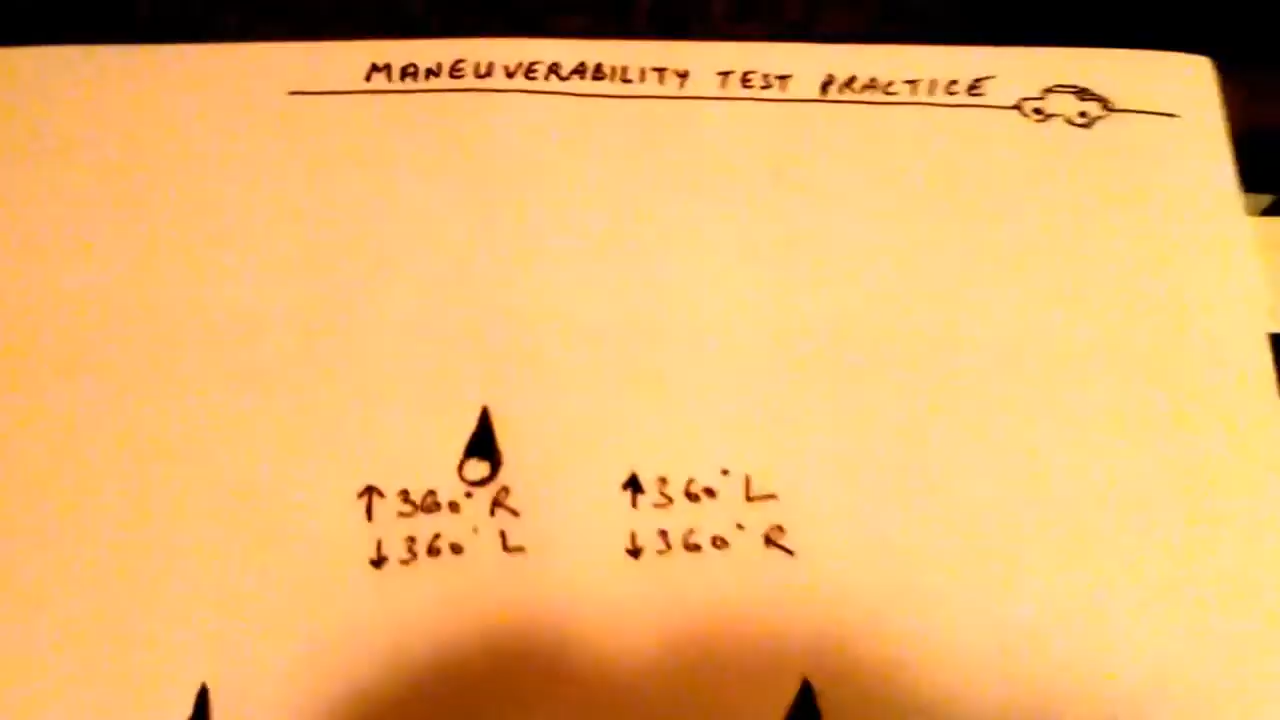 MANEUVERABILITY TEST PRACTICE
↑360° R ↑360° L
↓360° L ↓360° R